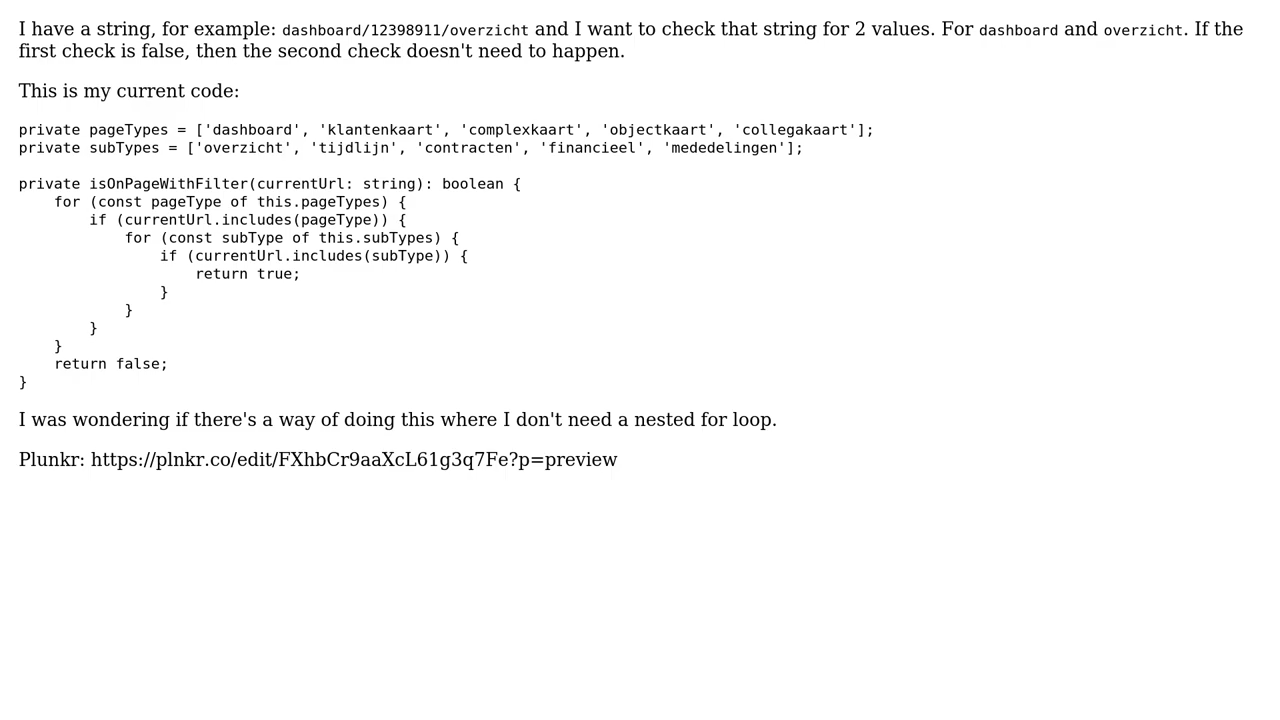 I have a string, for example: dashboard/12398911/overzicht and I want to check that string for 2 values. For dashboard and overzicht. If the
first check is false, then the second check doesn't need to happen.
This is my current code:
private pageTypes = ['dashboard', 'klantenkaart', 'complexkaart', 'objectkaart', 'collegakaart'];
private subTypes = ['overzicht', 'tijdlijn', 'contracten', 'financieel', 'mededelingen'];
private isOnPageWithFilter(currentUrl: string): boolean {
    for (const pageType of this.pageTypes) {
        if (currentUrl.includes(pageType)) {
            for (const subType of this.subTypes) {
                if (currentUrl.includes(subType)) {
                    return true;
                }
            }
        }
    }
    return false;
}
I was wondering if there's a way of doing this where I don't need a nested for loop.
Plunkr: https://plnkr.co/edit/FXhbCr9aaXcL61g3q7Fe?p=preview